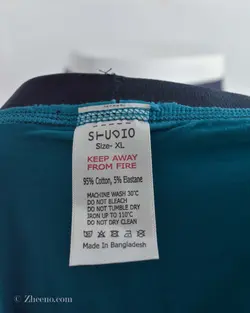 STUDIO
Size- XL
KEEP AWAY
FROM FIRE
95% Cotton, 5% Elastane
MACHINE WASH 30°C
DO NOT BLEACH
DO NOT TUMBLE DRY
IRON UP TO 110°C
DO NOT DRY CLEAN
Made In Bangladesh
© Zheeno.com